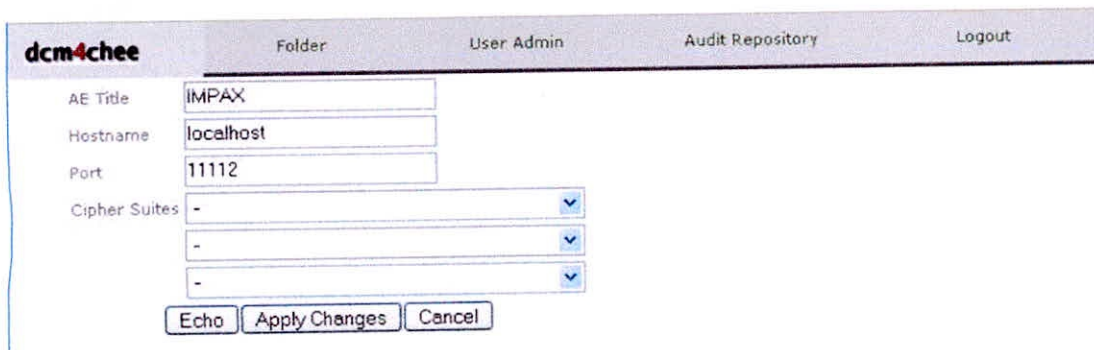 dcm4chee Folder User Admin Audit Repository Logout
AE Title IMPAX
Hostname localhost
Port 11112
Cipher Suites -
-
-
Echo Apply Changes Cancel